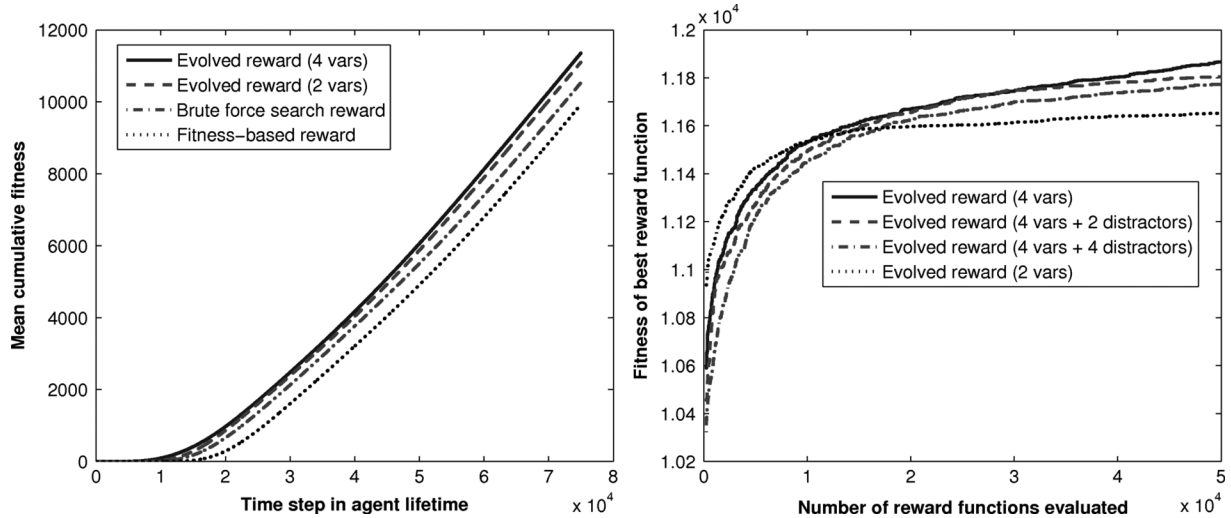 12000
10000
8000
6000
4000
2000
0
Mean cumulative fitness
Evolved reward (4 vars)
Evolved reward (2 vars)
Brute force search reward
Fitness-based reward
0 1 2 3 4 5 6 7 8
x 10^4
Time step in agent lifetime
x 10^4
1.2
1.18
1.16
1.14
1.12
1.1
1.08
1.06
1.04
1.02
Fitness of best reward function
Evolved reward (4 vars)
Evolved reward (4 vars + 2 distractors)
Evolved reward (4 vars + 4 distractors)
Evolved reward (2 vars)
0 1 2 3 4 5
x 10^4
Number of reward functions evaluated